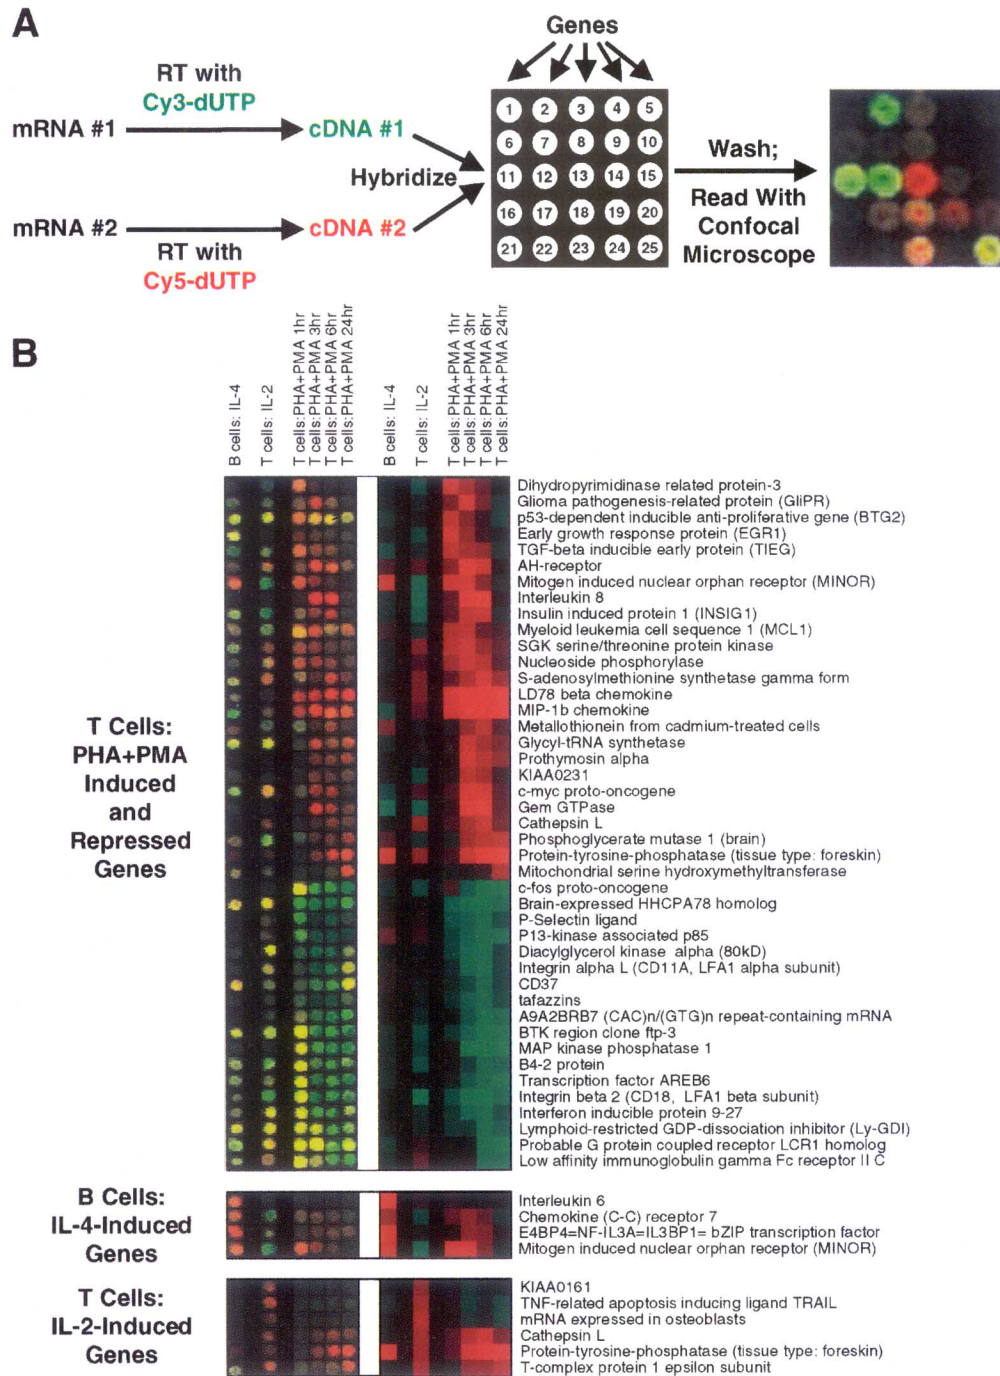 A
Genes
RT with
Cy3-dUTP
mRNA #1
cDNA #1
Hybridize
mRNA #2
cDNA #2
RT with
Cy5-dUTP
1 2 3 4 5
6 7 8 9 10
11 12 13 14 15
16 17 18 19 20
21 22 23 24 25
Wash;
Read With
Confocal
Microscope
B
B cells: IL-4
T cells: IL-2
T cells:PHA+PMA 1hr
T cells:PHA+PMA 3hr
T cells:PHA+PMA 6hr
T cells:PHA+PMA 24hr
B cells: IL-4
T cells: IL-2
T cells:PHA+PMA 1hr
T cells:PHA+PMA 3hr
T cells:PHA+PMA 6hr
T cells:PHA+PMA 24hr
T Cells:
PHA+PMA
Induced
and
Repressed
Genes
Dihydropyrimidinase related protein-3
Glioma pathogenesis-related protein (GliPR)
p53-dependent inducible anti-proliferative gene (BTG2)
Early growth response protein (EGR1)
TGF-beta inducible early protein (TIEG)
AH-receptor
Mitogen induced nuclear orphan receptor (MINOR)
Interleukin 8
Insulin induced protein 1 (INSIG1)
Myeloid leukemia cell sequence 1 (MCL1)
SGK serine/threonine protein kinase
Nucleoside phosphorylase
S-adenosylmethionine synthetase gamma form
LD78 beta chemokine
MIP-1b chemokine
Metallothionein from cadmium-treated cells
Glycyl-tRNA synthetase
Prothymosin alpha
KIAA0231
c-myc proto-oncogene
Gem GTPase
Cathepsin L
Phosphoglycerate mutase 1 (brain)
Protein-tyrosine-phosphatase (tissue type: foreskin)
Mitochondrial serine hydroxymethyltransferase
c-fos proto-oncogene
Brain-expressed HHCPA78 homolog
P-Selectin ligand
P13-kinase associated p85
Diacylglycerol kinase alpha (80kD)
Integrin alpha L (CD11A, LFA1 alpha subunit)
CD37
tafazzins
A9A2BRB7 (CAC)n/(GTG)n repeat-containing mRNA
BTK region clone ftp-3
MAP kinase phosphatase 1
B4-2 protein
Transcription factor AREB6
Integrin beta 2 (CD18, LFA1 beta subunit)
Interferon inducible protein 9-27
Lymphoid-restricted GDP-dissociation inhibitor (Ly-GDI)
Probable G protein coupled receptor LCR1 homolog
Low affinity immunoglobulin gamma Fc receptor II C
B Cells:
IL-4-Induced
Genes
Interleukin 6
Chemokine (C-C) receptor 7
E4BP4=NF-IL3A=IL3BP1= bZIP transcription factor
Mitogen induced nuclear orphan receptor (MINOR)
T Cells:
IL-2-Induced
Genes
KIAA0161
TNF-related apoptosis inducing ligand TRAIL
mRNA expressed in osteoblasts
Cathepsin L
Protein-tyrosine-phosphatase (tissue type: foreskin)
T-complex protein 1 epsilon subunit